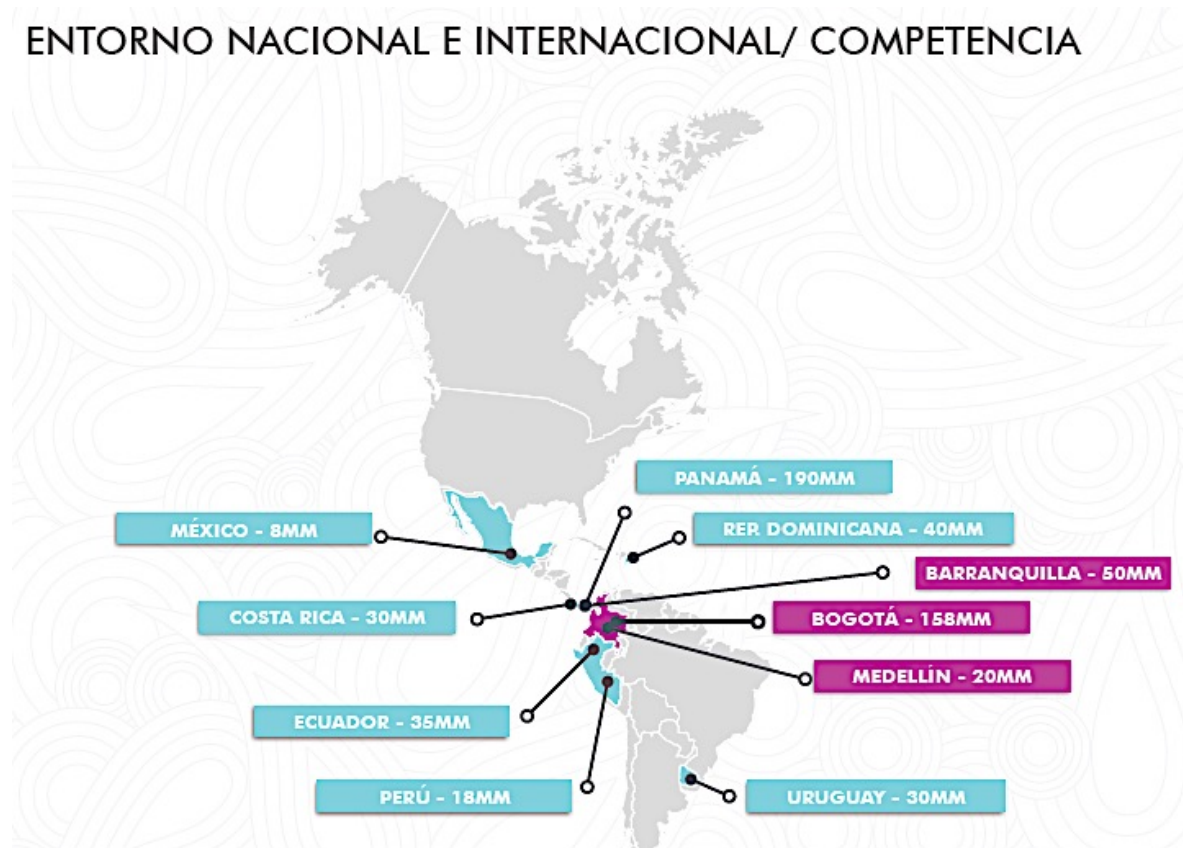 ENTORNO NACIONAL E INTERNACIONAL/ COMPETENCIA
PANAMÁ - 190MM
MÉXICO - 8MM
REP. DOMINICANA - 40MM
BARRANQUILLA - 50MM
COSTA RICA - 30MM
BOGOTÁ - 158MM
MEDELLÍN - 20MM
ECUADOR - 35MM
PERÚ - 18MM
URUGUAY - 30MM